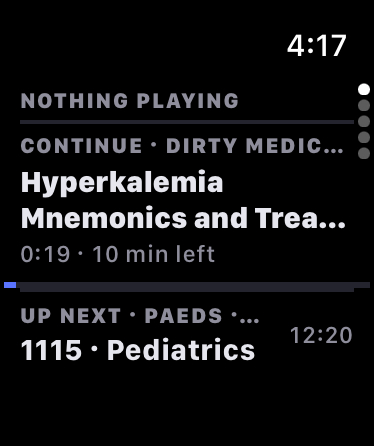 4:17
NOTHING PLAYING
CONTINUE · DIRTY MEDIC...
Hyperkalemia
Mnemonics and Trea...
0:19 · 10 min left
UP NEXT · PAEDS ·...
12:20
1115 · Pediatrics